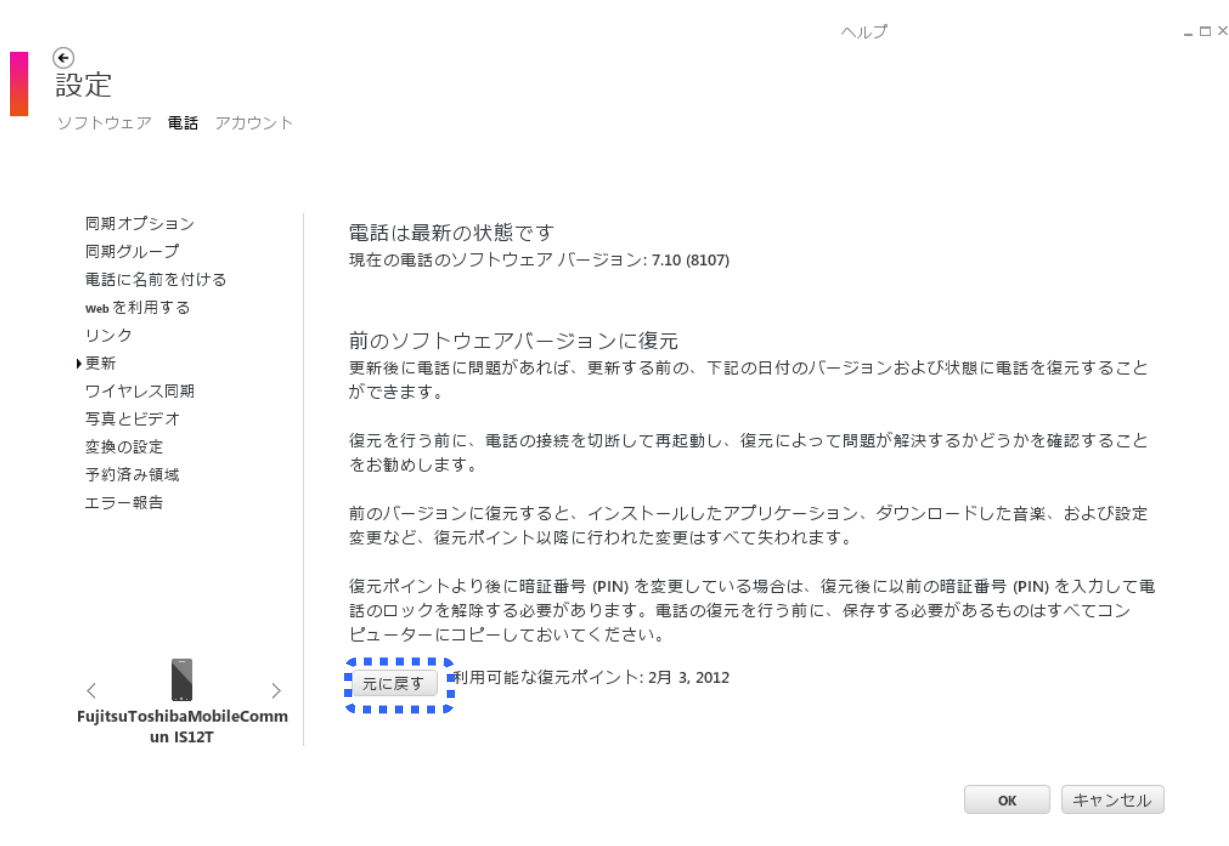 ヘルプ
設定
ソフトウェア 電話 アカウント
同期オプション
同期グループ
電話に名前を付ける
Web を利用する
リンク
更新
ワイヤレス同期
写真とビデオ
変換の設定
予約済み領域
エラー報告
電話は最新の状態です
現在の電話のソフトウェア バージョン: 7.10 (8107)
前のソフトウェアバージョンに復元
更新後に電話に問題があれば、更新する前の、下記の日付のバージョンおよび状態に電話を復元すること
ができます。
復元を行う前に、電話の接続を切断して再起動し、復元によって問題が解決するかどうかを確認すること
をお勧めします。
前のバージョンに復元すると、インストールしたアプリケーション、ダウンロードした音楽、および設定
変更など、復元ポイント以降に行われた変更はすべて失われます。
復元ポイントより後に暗証番号 (PIN) を変更している場合は、復元後に以前の暗証番号 (PIN) を入力して電
話のロックを解除する必要があります。電話の復元を行う前に、保存する必要があるものはすべてコン
ピューターにコピーしておいてください。
元に戻す 利用可能な復元ポイント: 2月 3, 2012
FujitsuToshibaMobileComm
un IS12T
OK キャンセル